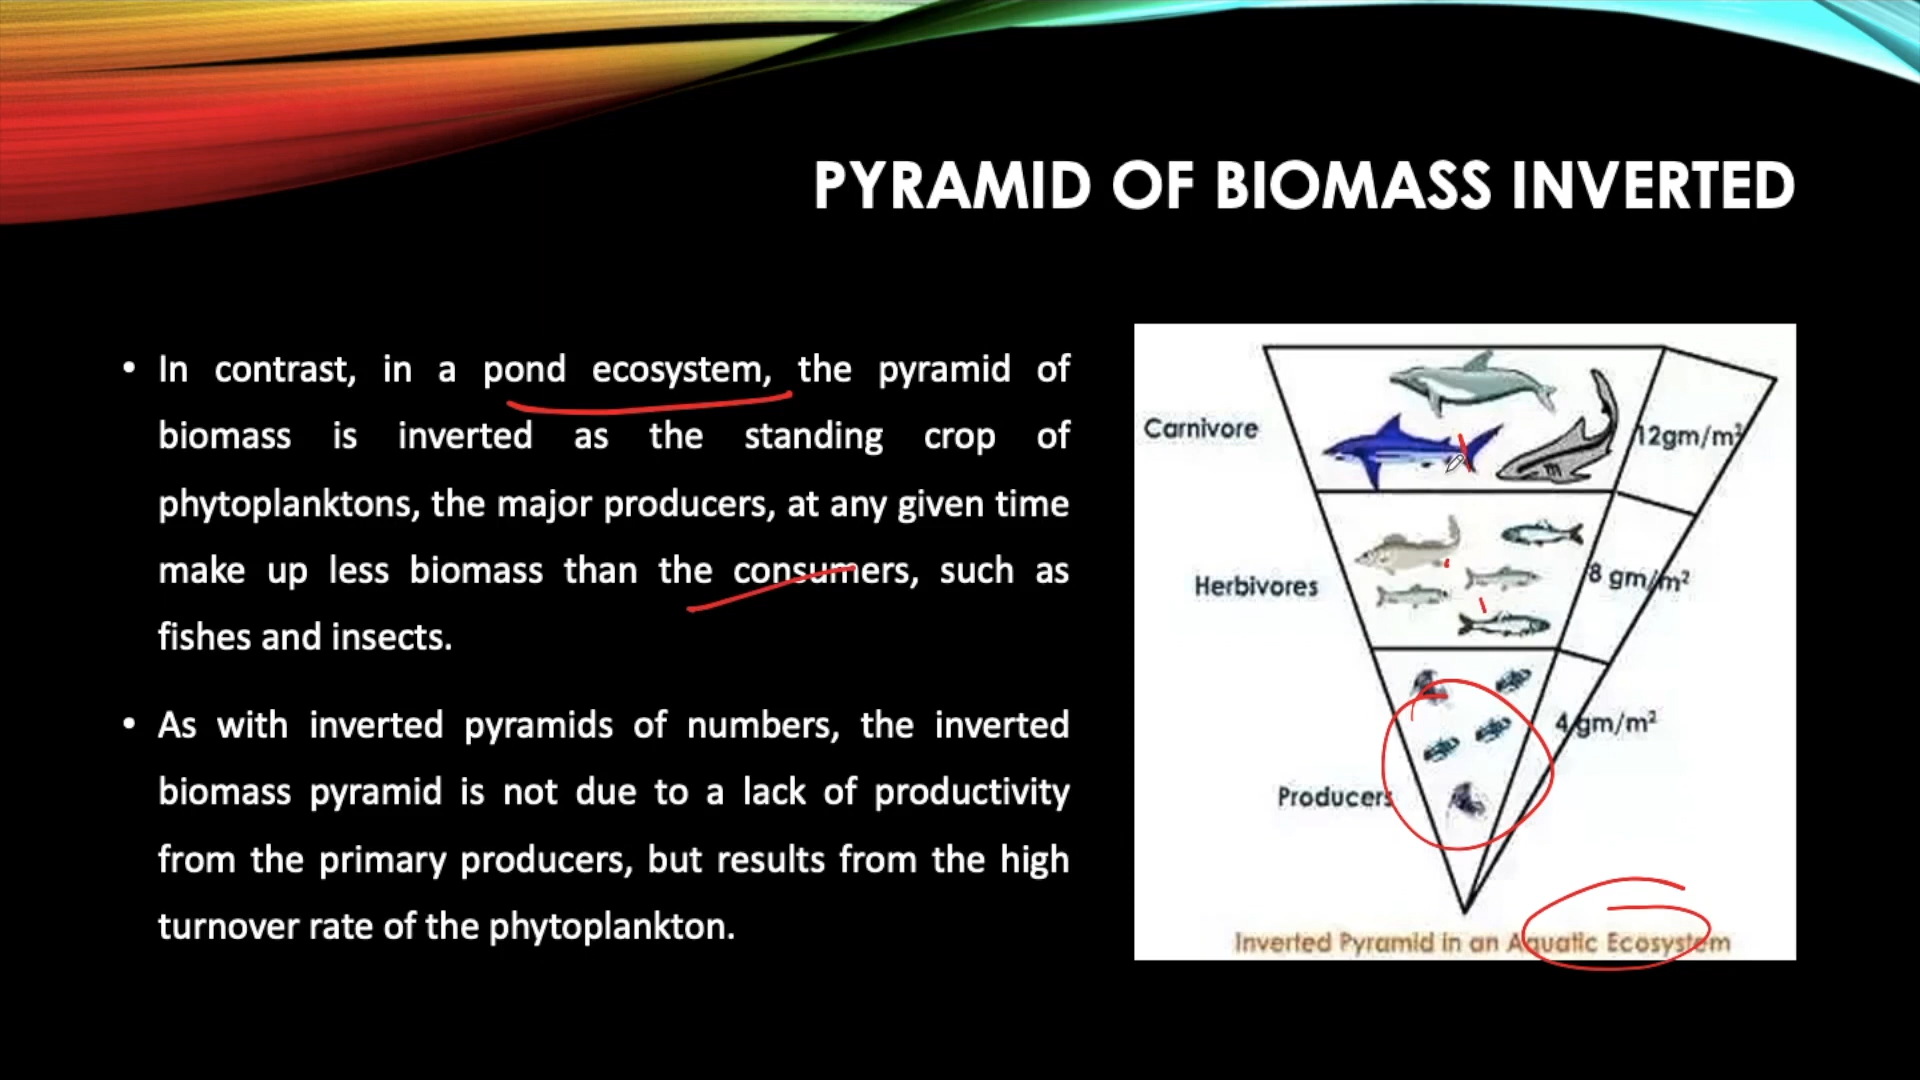 PYRAMID OF BIOMASS INVERTED
• In contrast, in a pond ecosystem, the pyramid of
biomass is inverted as the standing crop of
phytoplanktons, the major producers, at any given time
make up less biomass than the consumers, such as
fishes and insects.
• As with inverted pyramids of numbers, the inverted
biomass pyramid is not due to a lack of productivity
from the primary producers, but results from the high
turnover rate of the phytoplankton.
Carnivore
12gm/m²
Herbivores
8 gm/m²
4 gm/m²
Producers
Inverted Pyramid in an Aquatic Ecosystem